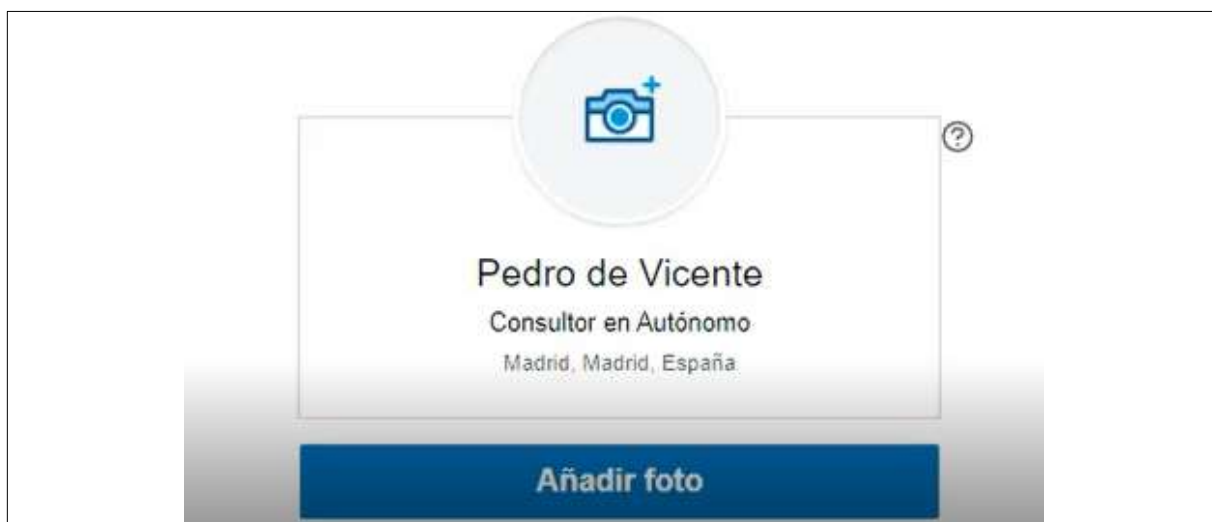 Pedro de Vicente
Consultor en Autónomo
Madrid, Madrid, España
Añadir foto